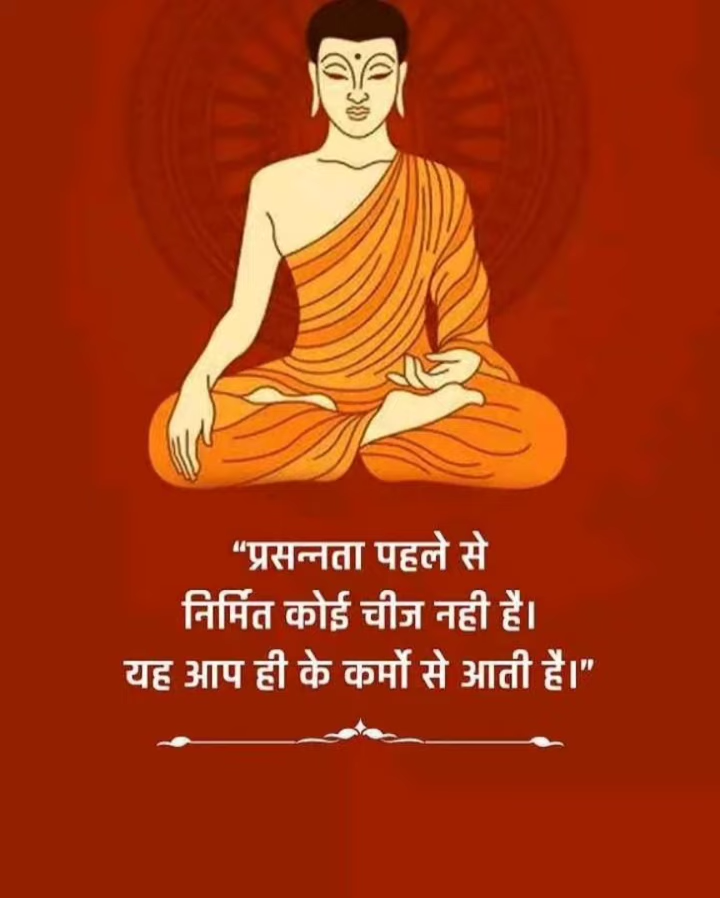 “प्रसन्नता पहले से
निर्मित कोई चीज नही है।
यह आप ही के कर्मो से आती है।”